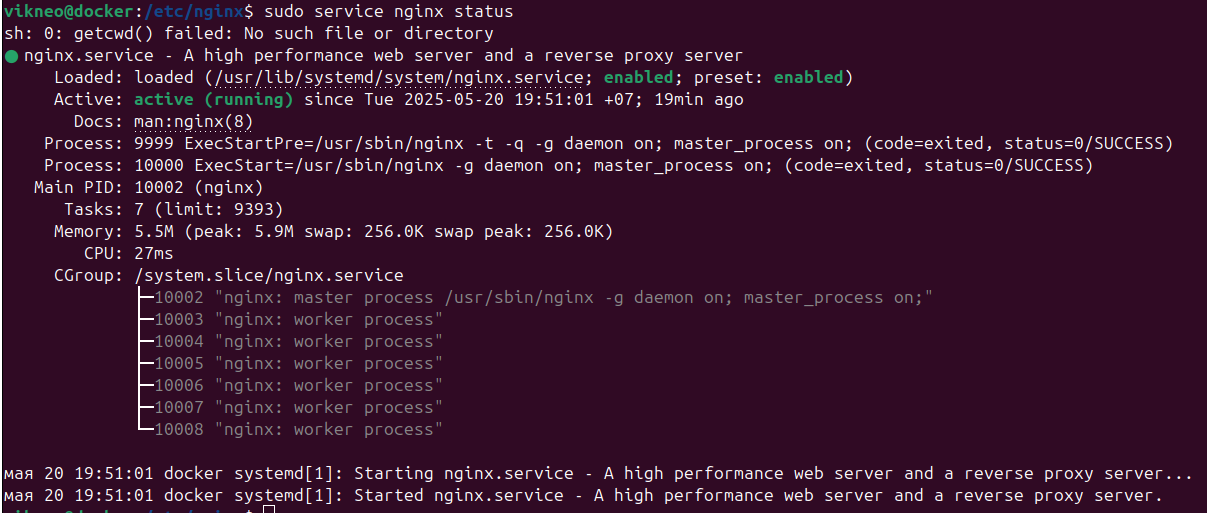 vikneo@docker:/etc/nginx$ sudo service nginx status
sh: 0: getcwd() failed: No such file or directory
● nginx.service - A high performance web server and a reverse proxy server
Loaded: loaded (/usr/lib/systemd/system/nginx.service; enabled; preset: enabled)
Active: active (running) since Tue 2025-05-20 19:51:01 +07; 19min ago
Docs: man:nginx(8)
Process: 9999 ExecStartPre=/usr/sbin/nginx -t -q -g daemon on; master_process on; (code=exited, status=0/SUCCESS)
Process: 10000 ExecStart=/usr/sbin/nginx -g daemon on; master_process on; (code=exited, status=0/SUCCESS)
Main PID: 10002 (nginx)
Tasks: 7 (limit: 9393)
Memory: 5.5M (peak: 5.9M swap: 256.0K swap peak: 256.0K)
CPU: 27ms
CGroup: /system.slice/nginx.service
├─10002 "nginx: master process /usr/sbin/nginx -g daemon on; master_process on;"
├─10003 "nginx: worker process"
├─10004 "nginx: worker process"
├─10005 "nginx: worker process"
├─10006 "nginx: worker process"
├─10007 "nginx: worker process"
└─10008 "nginx: worker process"
мая 20 19:51:01 docker systemd[1]: Starting nginx.service - A high performance web server and a reverse proxy server...
мая 20 19:51:01 docker systemd[1]: Started nginx.service - A high performance web server and a reverse proxy server.